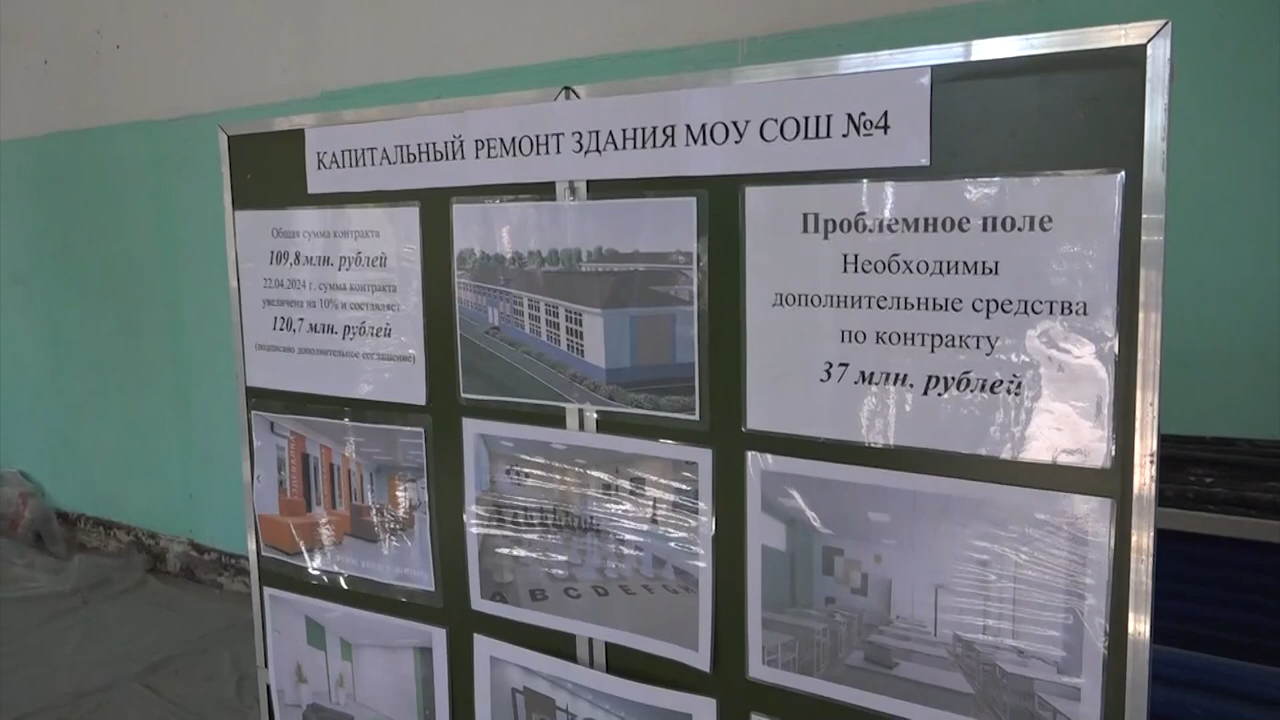 КАПИТАЛЬНЫЙ РЕМОНТ ЗДАНИЯ МОУ СОШ №4
Общая сумма контракта
109,8 млн. рублей
22.04.2024 г. сумма контракта
увеличена на 10% и составляет
120,7 млн. рублей
(подписано дополнительное соглашение)
Проблемное поле
Необходимы
дополнительные средства
по контракту
37 млн. рублей
A B C D E F G H